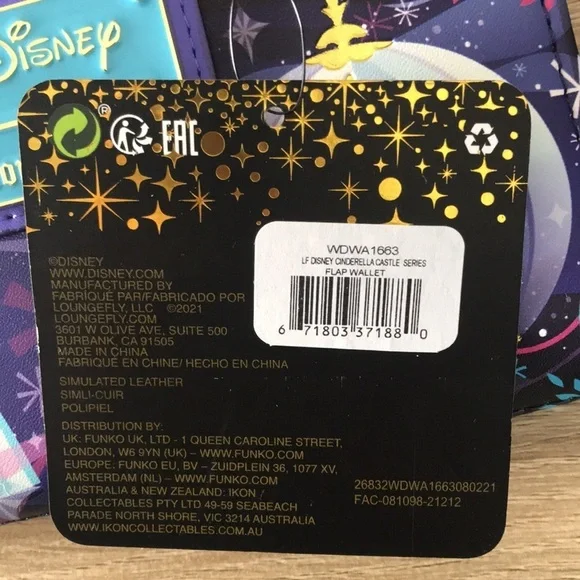 Disney
EAC
WDWA1663
LF DISNEY CINDERELLA CASTLE SERIES
FLAP WALLET
6 71803 37188 0
©DISNEY
WWW.DISNEY.COM
MANUFACTURED BY
FABRIQUÉ PAR/FABRICADO POR
LOUNGEFLY, LLC ©2021
LOUNGEFLY.COM
3601 W OLIVE AVE, SUITE 500
BURBANK, CA 91505
MADE IN CHINA
FABRIQUÉ EN CHINE/ HECHO EN CHINA
SIMULATED LEATHER
SIMLI-CUIR
POLIPIEL
DISTRIBUTION BY:
UK: FUNKO UK, LTD - 1 QUEEN CAROLINE STREET,
LONDON, W6 9YN (UK) – WWW.FUNKO.COM
EUROPE: FUNKO EU, BV – ZUIDPLEIN 36, 1077 XV,
AMSTERDAM (NL) – WWW.FUNKO.COM
AUSTRALIA & NEW ZEALAND: IKON
COLLECTABLES PTY LTD 49-59 SEABEACH
PARADE NORTH SHORE, VIC 3214 AUSTRALIA
WWW.IKONCOLLECTABLES.COM.AU
26832WDWA1663080221
FAC-081098-21212